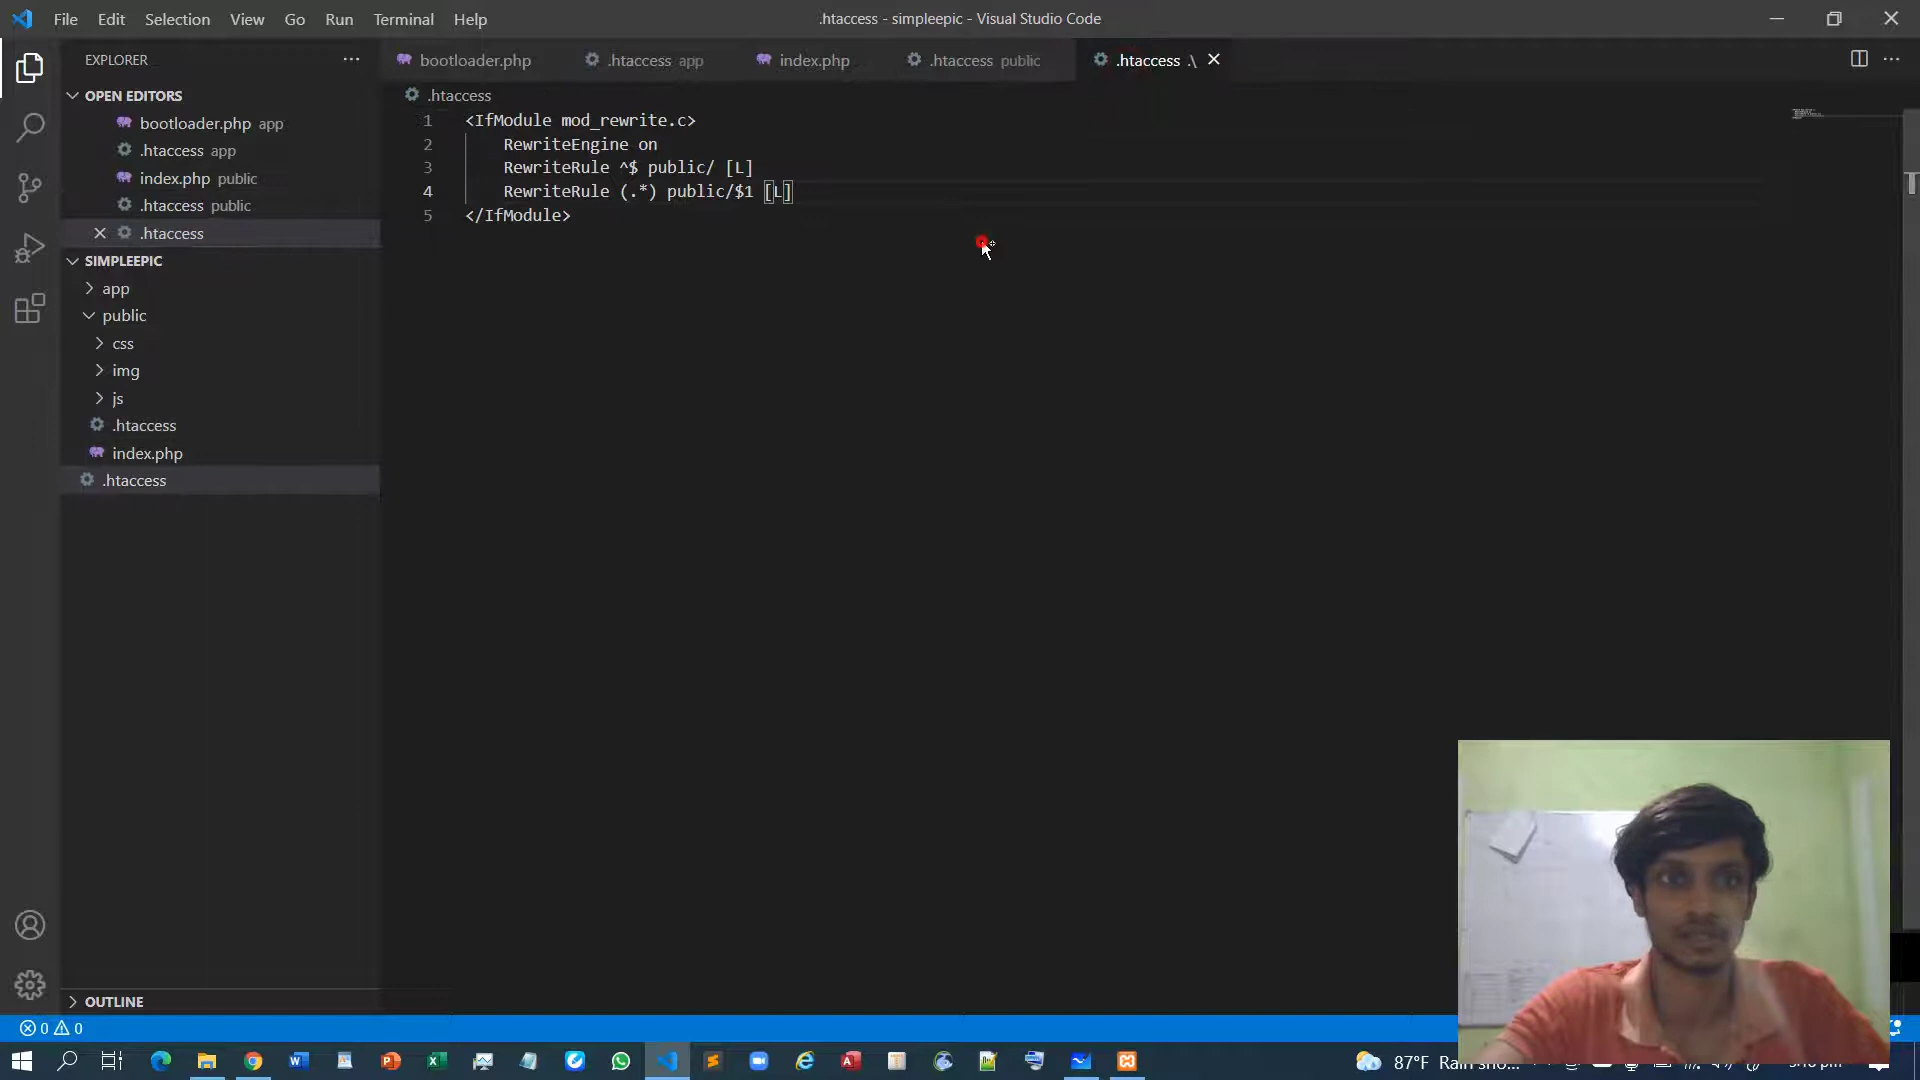 File Edit Selection View Go Run Terminal Help
.htaccess - simpleepic - Visual Studio Code
EXPLORER
bootloader.php
.htaccess app
index.php
.htaccess public
.htaccess .\
OPEN EDITORS
bootloader.php app
.htaccess app
index.php public
.htaccess public
.htaccess
SIMPLEEPIC
app
public
css
img
js
.htaccess
index.php
.htaccess
OUTLINE
.htaccess
1 <IfModule mod_rewrite.c>
2 RewriteEngine on
3 RewriteRule ^$ public/ [L]
4 RewriteRule (.*) public/$1 [L]
5 </IfModule>
0 0
87°F Rain sho...